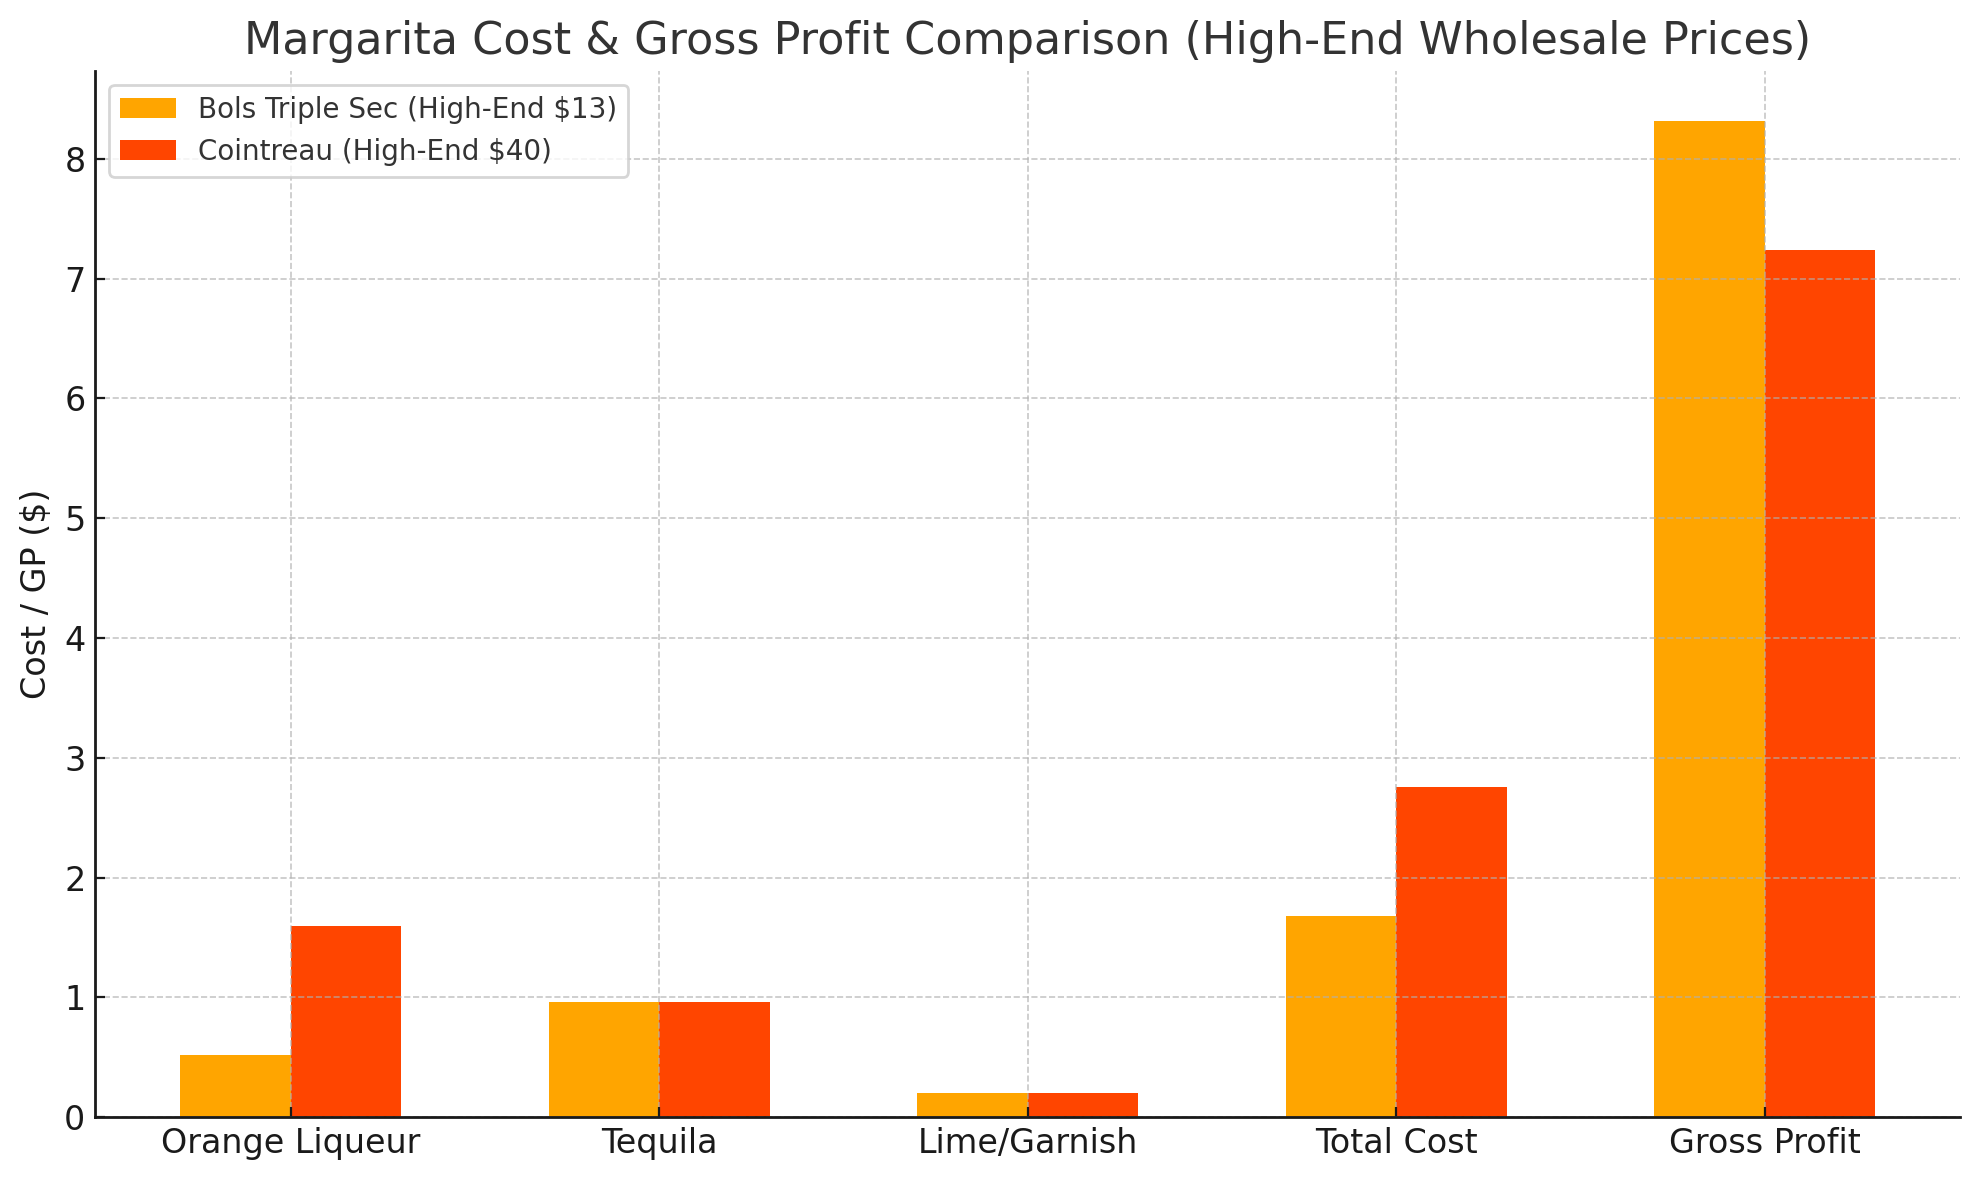 Margarita Cost & Gross Profit Comparison (High-End Wholesale Prices)
Bols Triple Sec (High-End $13)
Cointreau (High-End $40)
Cost / GP ($)
8
7
6
5
4
3
2
1
0
Orange Liqueur
Tequila
Lime/Garnish
Total Cost
Gross Profit